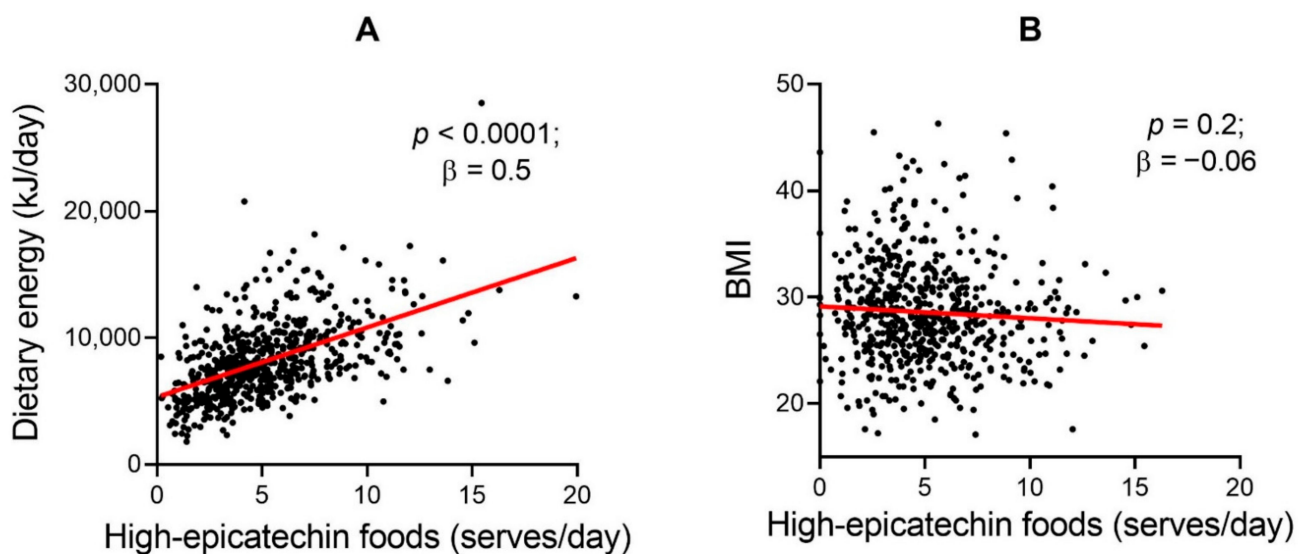 A
Dietary energy (kJ/day)
30,000
20,000
10,000
0
p < 0.0001;
β = 0.5
0 5 10 15 20
High-epicatechin foods (serves/day)
B
BMI
50
40
30
20
p = 0.2;
β = −0.06
0 5 10 15 20
High-epicatechin foods (serves/day)